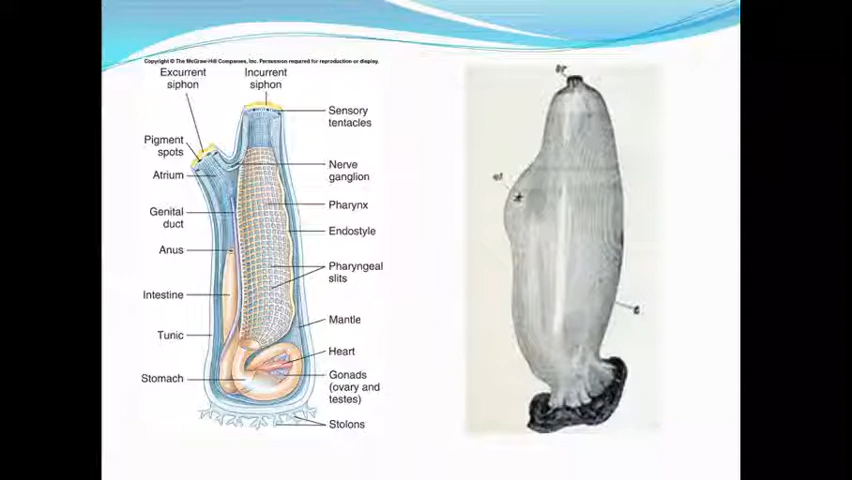 Copyright © The McGraw-Hill Companies, Inc. Permission required for reproduction or display.
Excurrent
siphon
Incurrent
siphon
Sensory
tentacles
Pigment
spots
Nerve
ganglion
Atrium
Pharynx
Genital
duct
Endostyle
Anus
Pharyngeal
slits
Intestine
Mantle
Tunic
Heart
Stomach
Gonads
(ovary and
testes)
Stolons